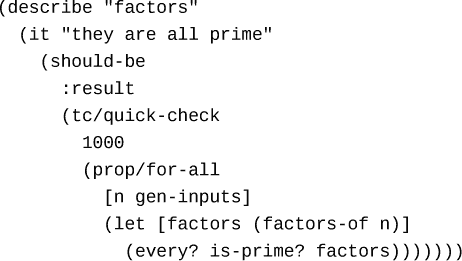 (describe "factors"
(it "they are all prime"
(should-be
:result
(tc/quick-check
1000
(prop/for-all
[n gen-inputs]
(let [factors (factors-of n)]
(every? is-prime? factors)))))))